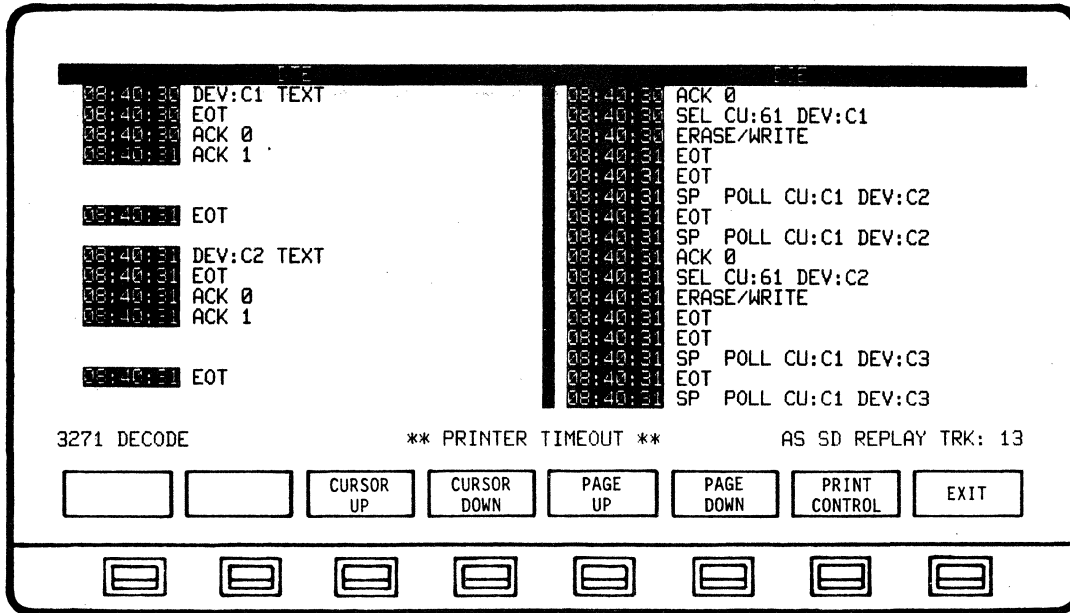 08:40:30 DEV:C1 TEXT
08:40:30 EOT
08:40:30 ACK 0
08:40:31 ACK 1
08:40:31 EOT
08:40:31 DEV:C2 TEXT
08:40:31 EOT
08:40:31 ACK 0
08:40:31 ACK 1
08:40:31 EOT
08:40:30 ACK 0
08:40:30 SEL CU:61 DEV:C1
08:40:30 ERASE/WRITE
08:40:31 EOT
08:40:31 EOT
08:40:31 SP POLL CU:C1 DEV:C2
08:40:31 EOT
08:40:31 SP POLL CU:C1 DEV:C2
08:40:31 ACK 0
08:40:31 SEL CU:61 DEV:C2
08:40:31 ERASE/WRITE
08:40:31 EOT
08:40:31 EOT
08:40:31 SP POLL CU:C1 DEV:C3
08:40:31 EOT
08:40:31 SP POLL CU:C1 DEV:C3
3271 DECODE
** PRINTER TIMEOUT **
AS SD REPLAY TRK: 13
CURSOR
UP
CURSOR
DOWN
PAGE
UP
PAGE
DOWN
PRINT
CONTROL
EXIT